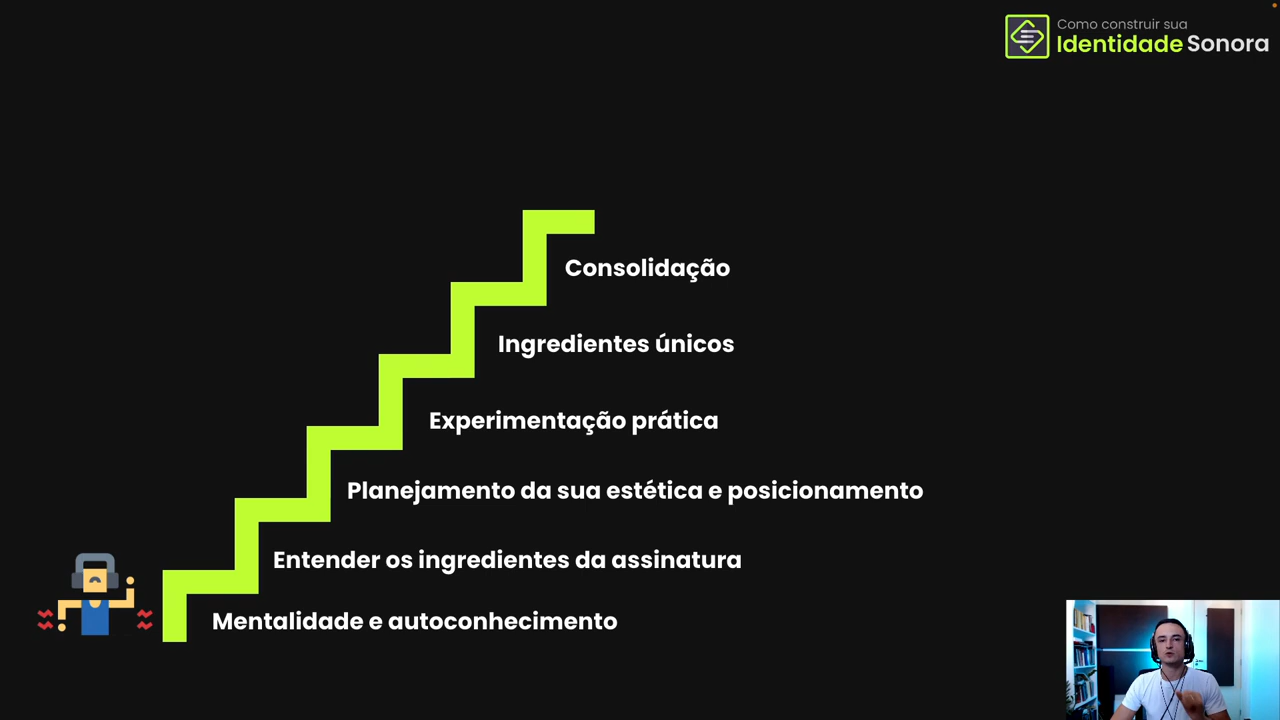 Como construir sua
Identidade Sonora
Consolidação
Ingredientes únicos
Experimentação prática
Planejamento da sua estética e posicionamento
Entender os ingredientes da assinatura
Mentalidade e autoconhecimento